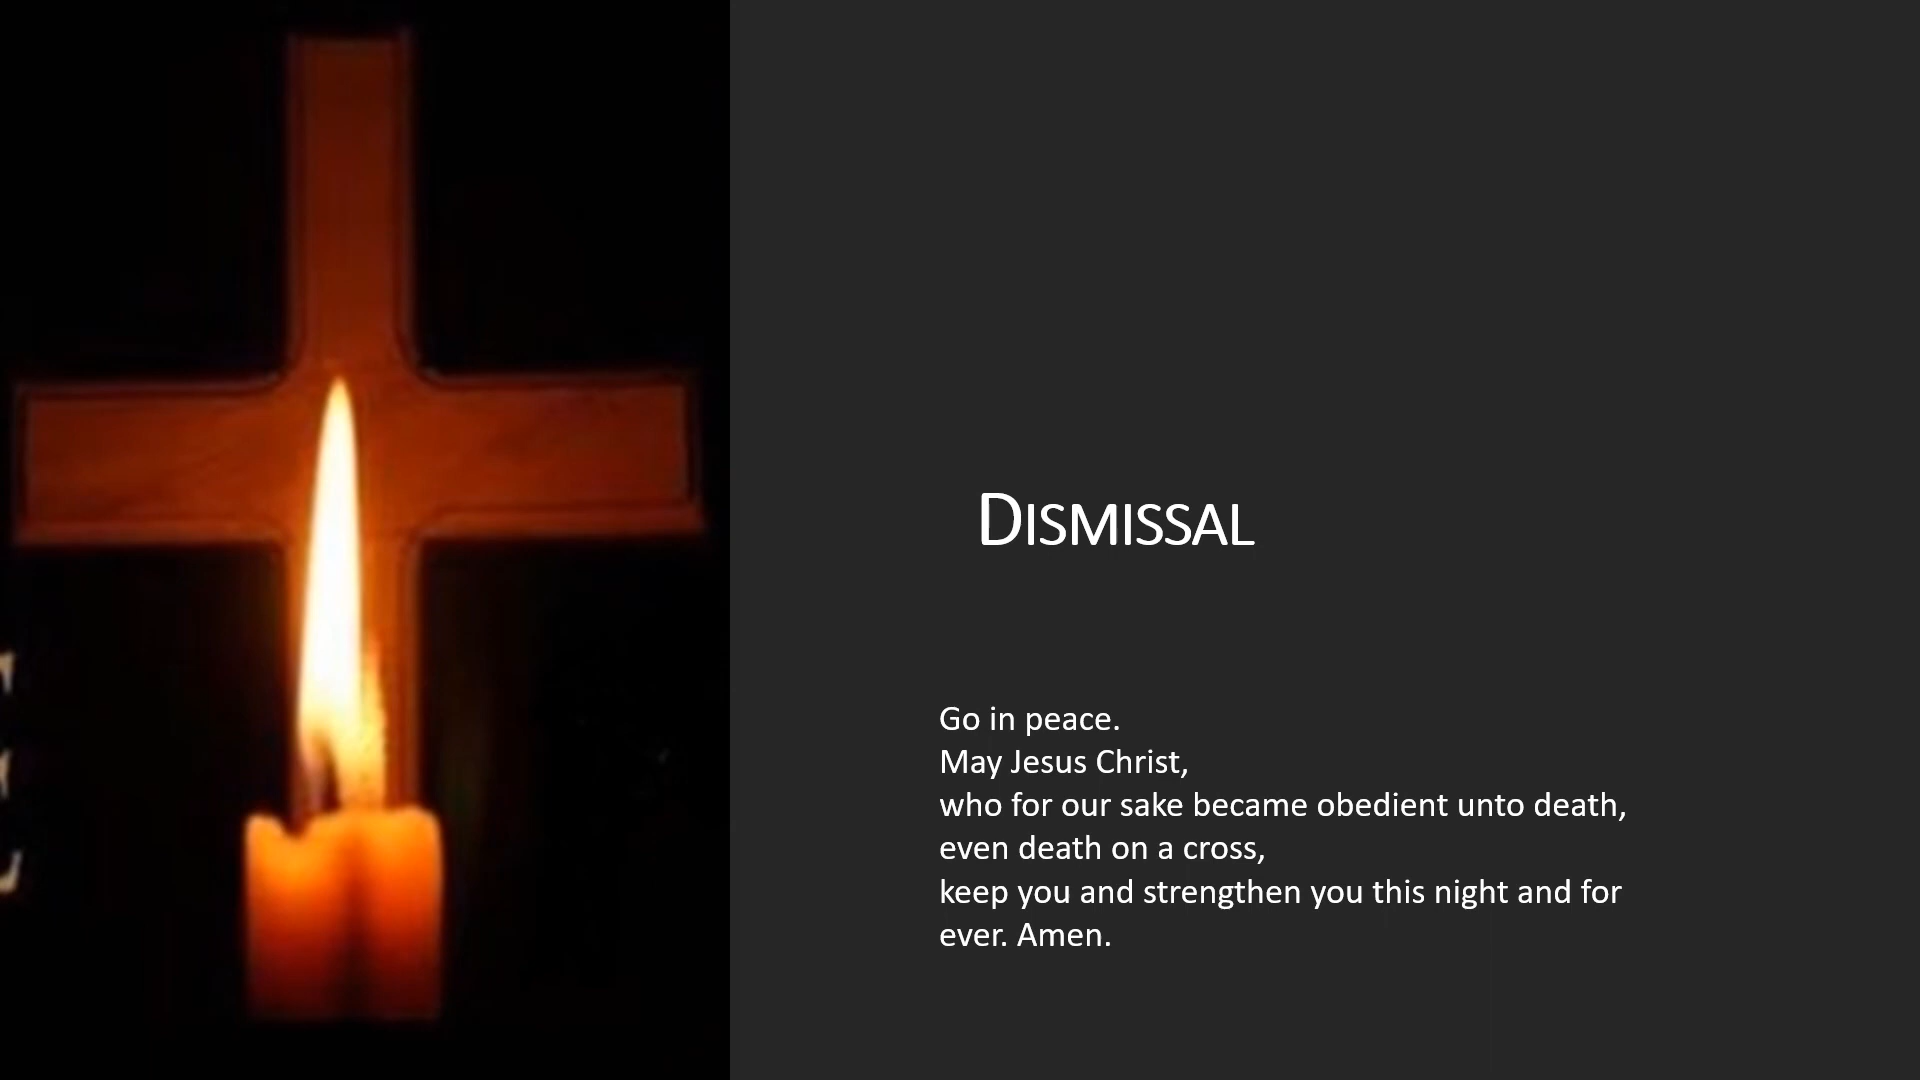 Dismissal
Go in peace.
May Jesus Christ,
who for our sake became obedient unto death,
even death on a cross,
keep you and strengthen you this night and for
ever. Amen.